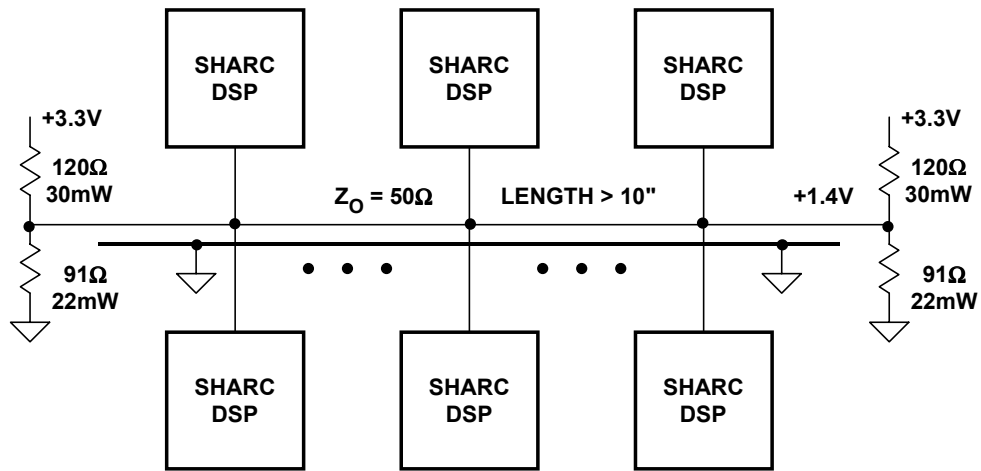 SHARC
DSP
SHARC
DSP
SHARC
DSP
+3.3V
+3.3V
120Ω
30mW
120Ω
30mW
ZO = 50Ω
LENGTH > 10"
+1.4V
91Ω
22mW
91Ω
22mW
SHARC
DSP
SHARC
DSP
SHARC
DSP